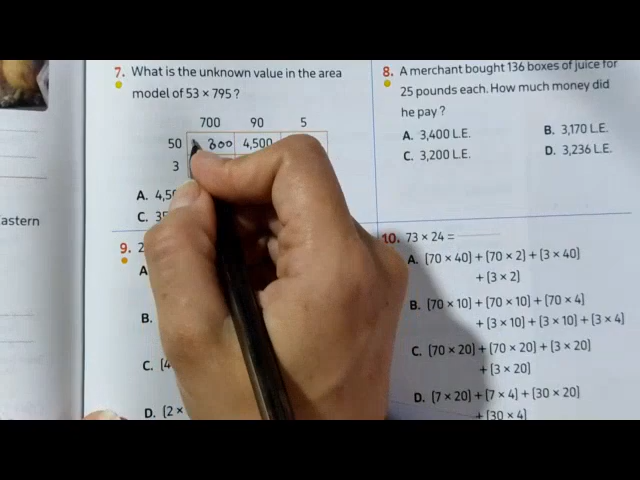 astern
7. What is the unknown value in the area
model of 53 × 795 ?
700 90 5
50 300 4,500
3
A. 4,5
C. 3
9. 2
A
B.
C. (4
D. (2 ×
8. A merchant bought 136 boxes of juice for
25 pounds each. How much money did
he pay ?
A. 3,400 L.E. B. 3,170 L.E.
C. 3,200 L.E. D. 3,236 L.E.
10. 73 × 24 =
A. (70 × 40) + (70 × 2) + (3 × 40)
+ (3 × 2)
B. (70 × 10) + (70 × 10) + (70 × 4)
+ (3 × 10) + (3 × 10) + (3 × 4)
C. (70 × 20) + (70 × 20) + (3 × 20)
+ (3 × 20)
D. (7 × 20) + (7 × 4) + (30 × 20)
+ (30 × 4)